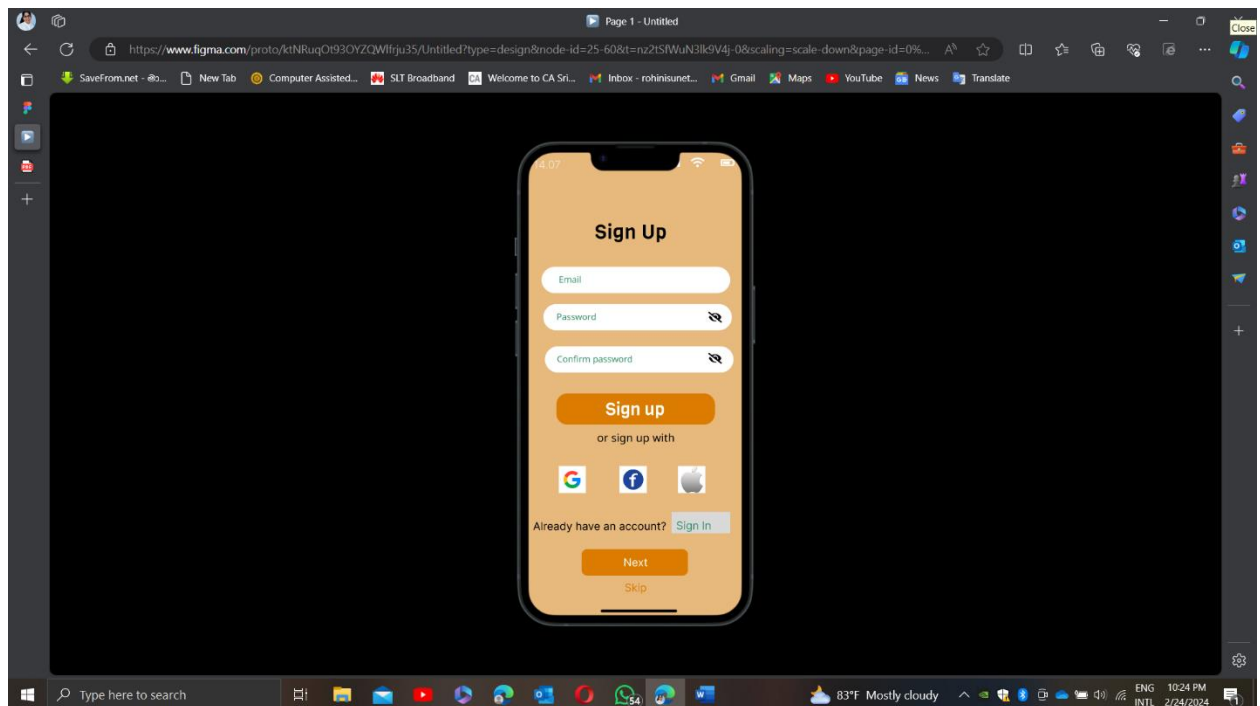 Page 1 - Untitled
Close
https://www.figma.com/proto/ktNRuqOt93OYZQWlfrju35/Untitled?type=design&node-id=25-60&t=nz2tSIWuN3lk9V4j-0&scaling=scale-down&page-id=0%...
SaveFrom.net - මා... New Tab Computer Assisted... SLT Broadband CA Welcome to CA Sri... Inbox - rohinisunet... Gmail Maps YouTube News Translate
14.07
Sign Up
Email
Password
Confirm password
Sign up
or sign up with
G f
Already have an account? Sign In
Next
Skip
Type here to search 54 83°F Mostly cloudy ENG 10:24 PM
INTL 2/24/2024 1